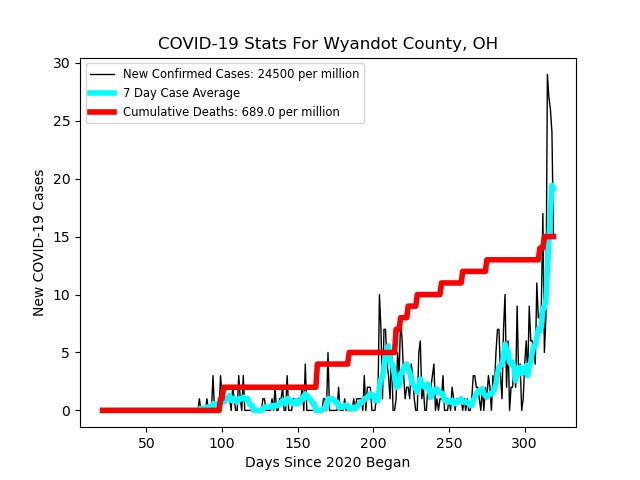 COVID-19 Stats For Wyandot County, OH
New Confirmed Cases: 24500 per million
7 Day Case Average
Cumulative Deaths: 689.0 per million
New COVID-19 Cases
30
25
20
15
10
5
0
50
100
150
200
250
300
Days Since 2020 Began